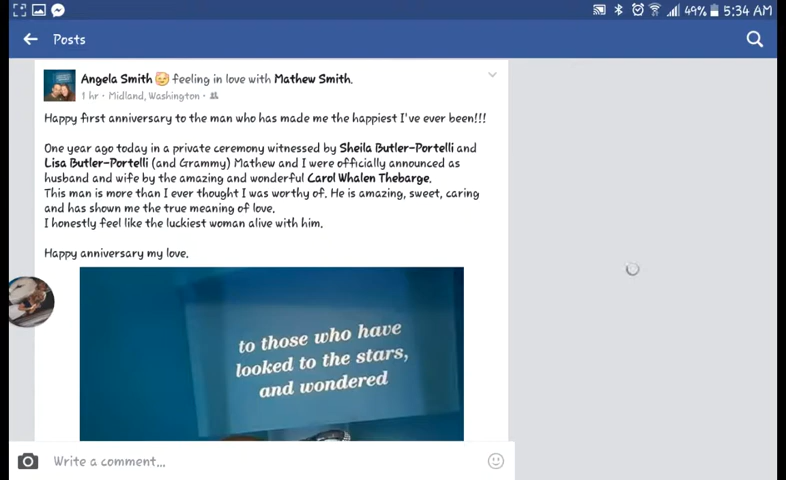 49% 5:34 AM
Posts
Angela Smith feeling in love with Mathew Smith.
1 hr · Midland, Washington ·
Happy first anniversary to the man who has made me the happiest I've ever been!!!
One year ago today in a private ceremony witnessed by Sheila Butler-Portelli and
Lisa Butler-Portelli (and Grammy) Mathew and I were officially announced as
husband and wife by the amazing and wonderful Carol Whalen Thebarge.
This man is more than I ever thought I was worthy of. He is amazing, sweet, caring
and has shown me the true meaning of love.
I honestly feel like the luckiest woman alive with him.
Happy anniversary my love.
to those who have
looked to the stars,
and wondered
Write a comment...